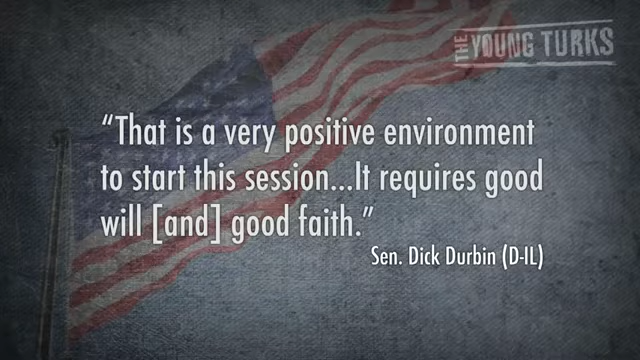 THE YOUNG TURKS
“That is a very positive environment
to start this session...It requires good
will [and] good faith.”
Sen. Dick Durbin (D-IL)